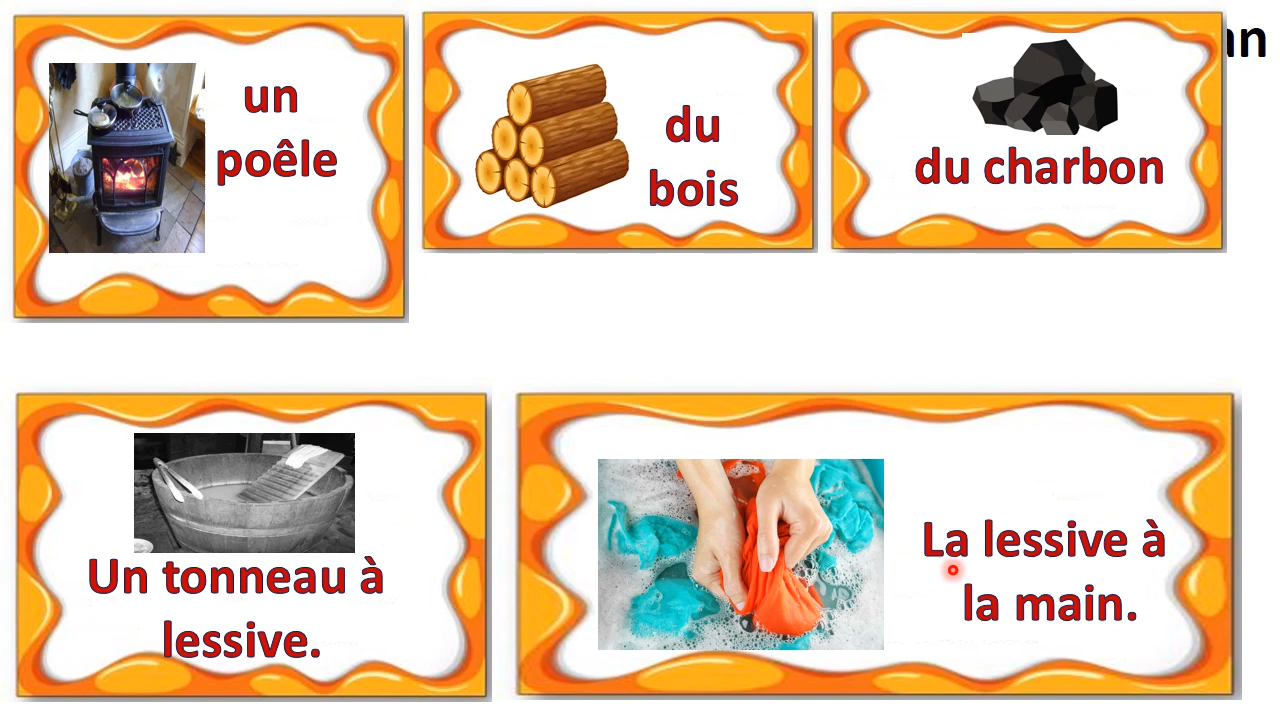 un
poêle
du
bois
du charbon
Un tonneau à
lessive.
La lessive à
la main.